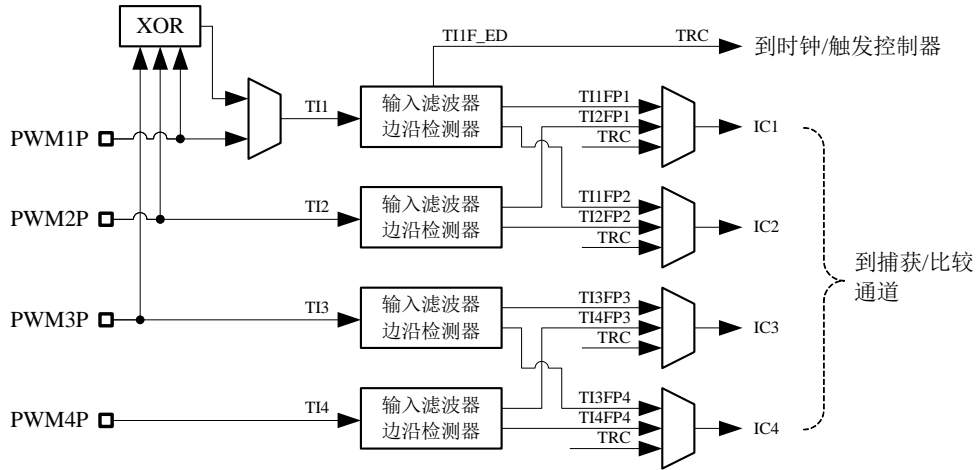 XOR
TI1F_ED
TRC
到时钟/触发控制器
PWM1P
TI1
输入滤波器
边沿检测器
TI1FP1
TI2FP1
TRC
IC1
PWM2P
TI2
输入滤波器
边沿检测器
TI1FP2
TI2FP2
TRC
IC2
到捕获/比较
通道
PWM3P
TI3
输入滤波器
边沿检测器
TI3FP3
TI4FP3
TRC
IC3
PWM4P
TI4
输入滤波器
边沿检测器
TI3FP4
TI4FP4
TRC
IC4